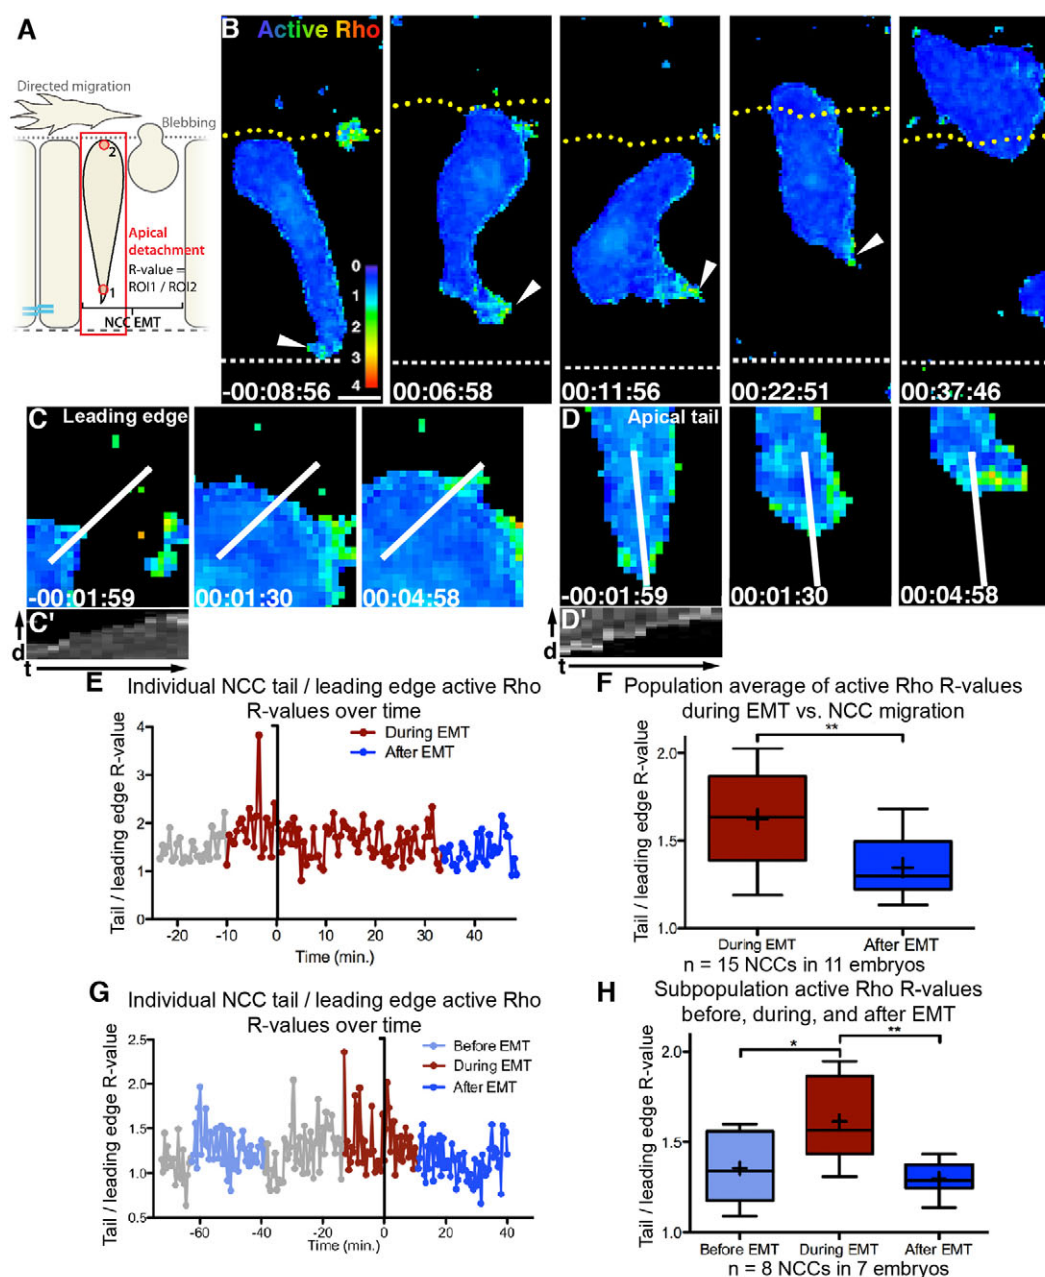 A
Directed migration
Blebbing
2
Apical
detachment
R-value =
ROI1 / ROI2
1
NCC EMT
B Active Rho
0
1
2
3
4
-00:08:56
00:06:58
00:11:56
00:22:51
00:37:46
C Leading edge
-00:01:59
00:01:30
00:04:58
C'
d
t
D Apical tail
-00:01:59
00:01:30
00:04:58
D'
d
t
E Individual NCC tail / leading edge active Rho
R-values over time
Tail / leading edge R-value
4
3
2
1
0
During EMT
After EMT
-20 -10 0 10 20 30 40
Time (min.)
F Population average of active Rho R-values
during EMT vs. NCC migration
Tail / leading edge R-value
2.0
1.5
1.0
**
During EMT After EMT
n = 15 NCCs in 11 embryos
G Individual NCC tail / leading edge active Rho
R-values over time
Tail / leading edge R-value
2.5
2.0
1.5
1.0
0.5
0.0
Before EMT
During EMT
After EMT
-60 -40 -20 0 20 40
Time (min.)
H Subpopulation active Rho R-values
before, during, and after EMT
Tail / leading edge R-value
2.0
1.5
1.0
* **
Before EMT During EMT After EMT
n = 8 NCCs in 7 embryos